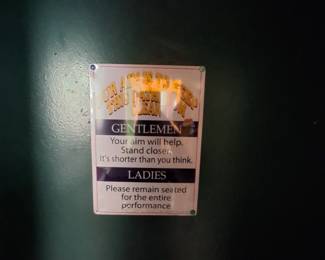 GENTLEMEN
Your aim will help.
Stand closer.
It's shorter than you think.
LADIES
Please remain seated
for the entire
performance